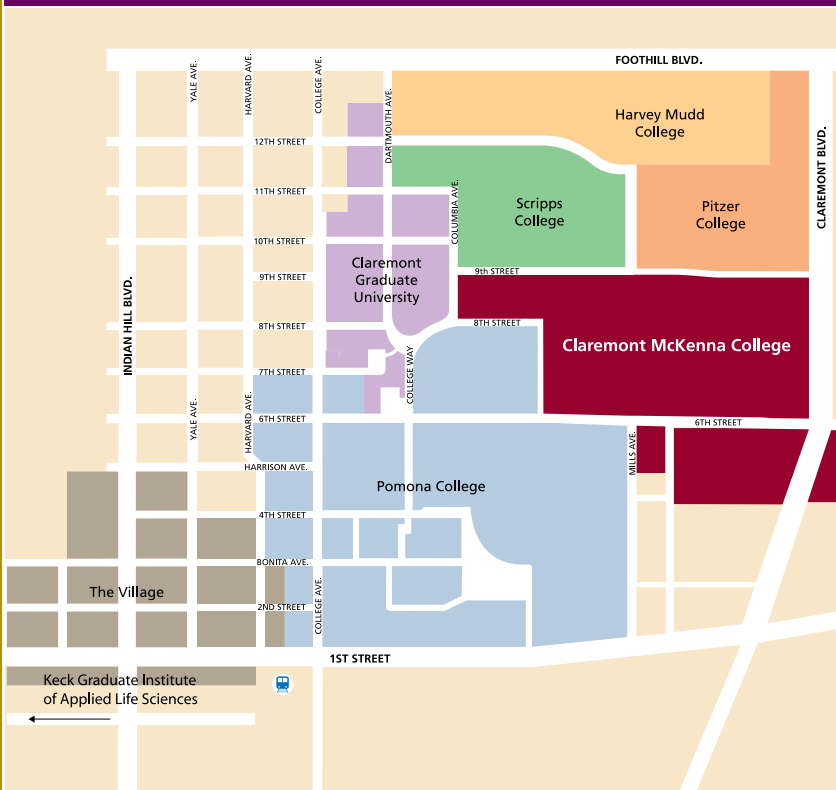 FOOTHILL BLVD.
YALE AVE.
HARVARD AVE.
COLLEGE AVE.
DARTMOUTH AVE.
Harvey Mudd
College
CLAREMONT BLVD.
12TH STREET
11TH STREET
COLUMBIA AVE.
Scripps
College
Pitzer
College
10TH STREET
Claremont
Graduate
University
9TH STREET
9th STREET
INDIAN HILL BLVD.
8TH STREET
8TH STREET
Claremont McKenna College
7TH STREET
COLLEGE WAY
YALE AVE.
HARVARD AVE.
6TH STREET
6TH STREET
MILLS AVE.
HARRISON AVE.
Pomona College
4TH STREET
BONITA AVE.
The Village
2ND STREET
COLLEGE AVE.
1ST STREET
Keck Graduate Institute
of Applied Life Sciences